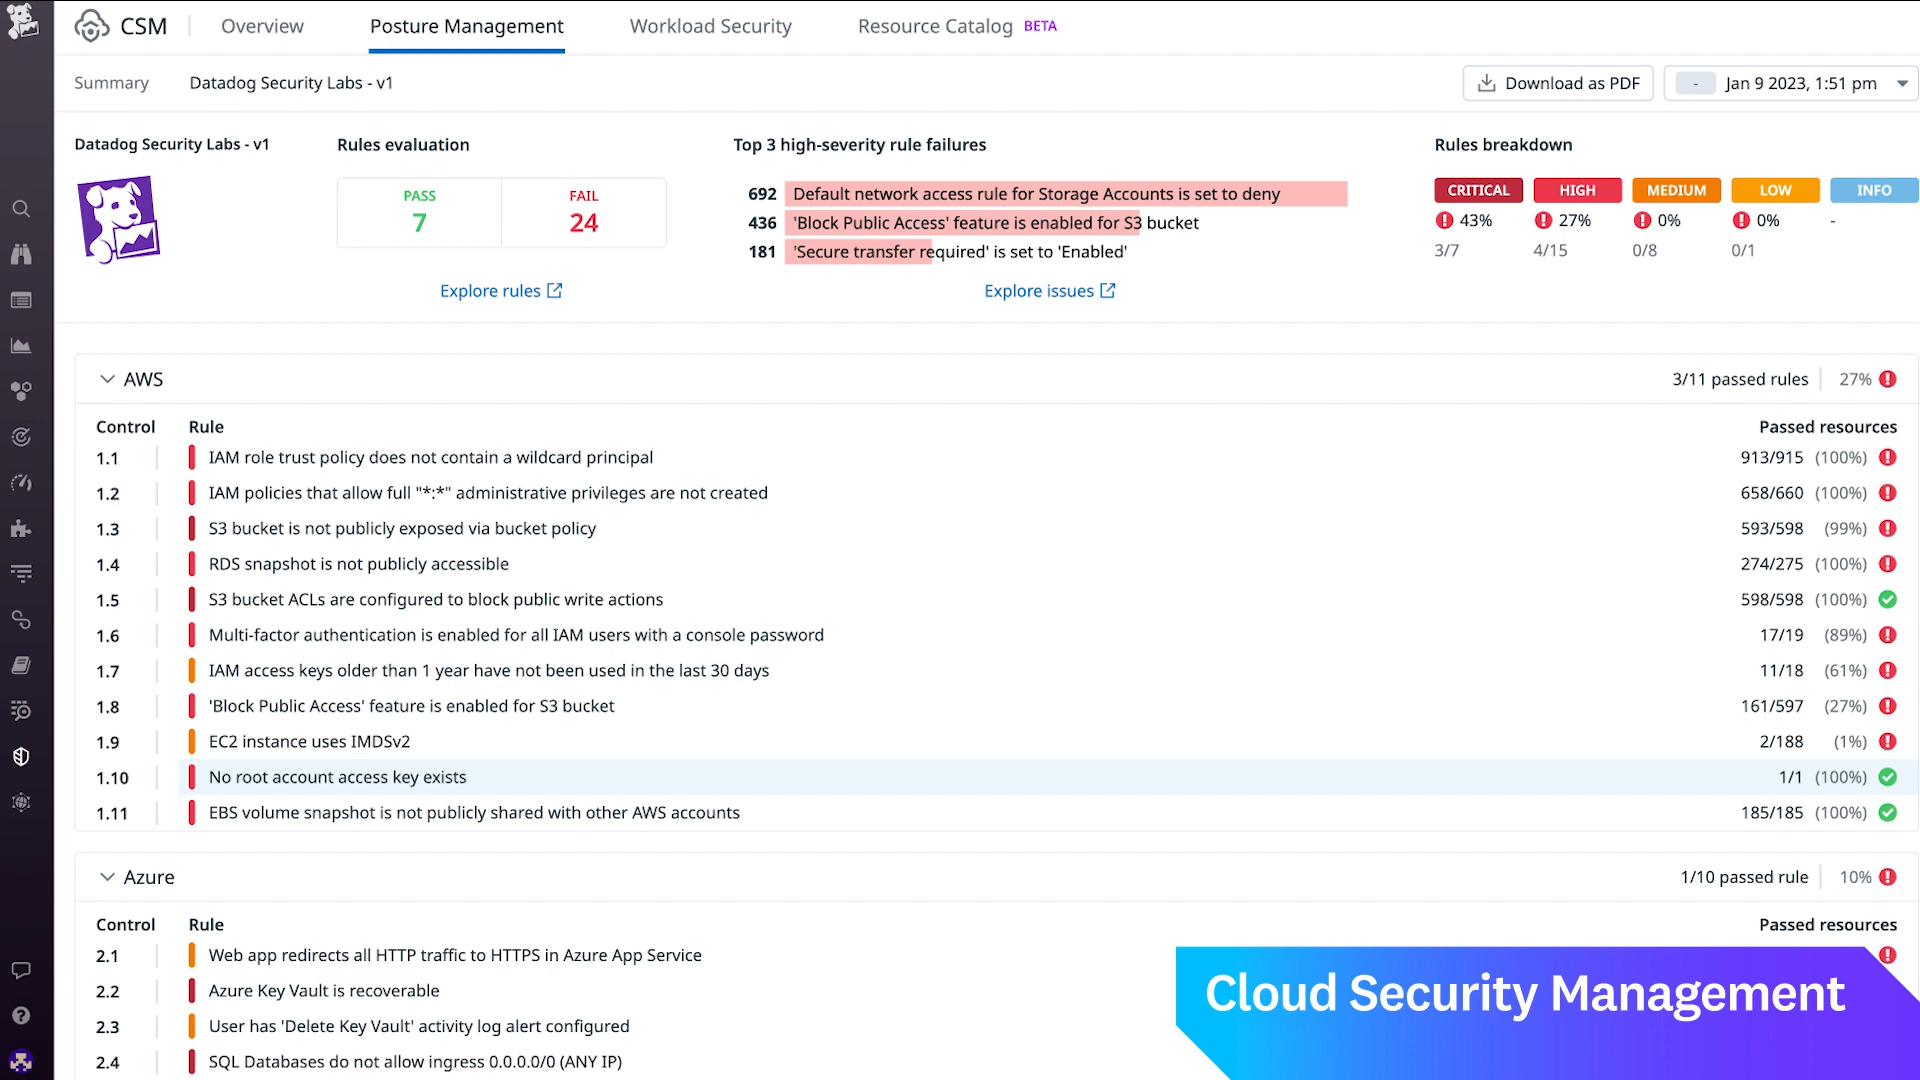 CSM
Overview
Posture Management
Workload Security
Resource Catalog BETA
Summary
Datadog Security Labs - v1
Download as PDF
- Jan 9 2023, 1:51 pm
Datadog Security Labs - v1
Rules evaluation
PASS
7
FAIL
24
Explore rules
Top 3 high-severity rule failures
692 Default network access rule for Storage Accounts is set to deny
436 'Block Public Access' feature is enabled for S3 bucket
181 'Secure transfer required' is set to 'Enabled'
Explore issues
Rules breakdown
CRITICAL HIGH MEDIUM LOW INFO
43% 27% 0% 0% -
3/7 4/15 0/8 0/1
AWS 3/11 passed rules 27%
Control Rule Passed resources
1.1 IAM role trust policy does not contain a wildcard principal 913/915 (100%)
1.2 IAM policies that allow full "*:*" administrative privileges are not created 658/660 (100%)
1.3 S3 bucket is not publicly exposed via bucket policy 593/598 (99%)
1.4 RDS snapshot is not publicly accessible 274/275 (100%)
1.5 S3 bucket ACLs are configured to block public write actions 598/598 (100%)
1.6 Multi-factor authentication is enabled for all IAM users with a console password 17/19 (89%)
1.7 IAM access keys older than 1 year have not been used in the last 30 days 11/18 (61%)
1.8 'Block Public Access' feature is enabled for S3 bucket 161/597 (27%)
1.9 EC2 instance uses IMDSv2 2/188 (1%)
1.10 No root account access key exists 1/1 (100%)
1.11 EBS volume snapshot is not publicly shared with other AWS accounts 185/185 (100%)
Azure 1/10 passed rule 10%
Control Rule Passed resources
2.1 Web app redirects all HTTP traffic to HTTPS in Azure App Service
2.2 Azure Key Vault is recoverable
2.3 User has 'Delete Key Vault' activity log alert configured
2.4 SQL Databases do not allow ingress 0.0.0.0/0 (ANY IP)
Cloud Security Management